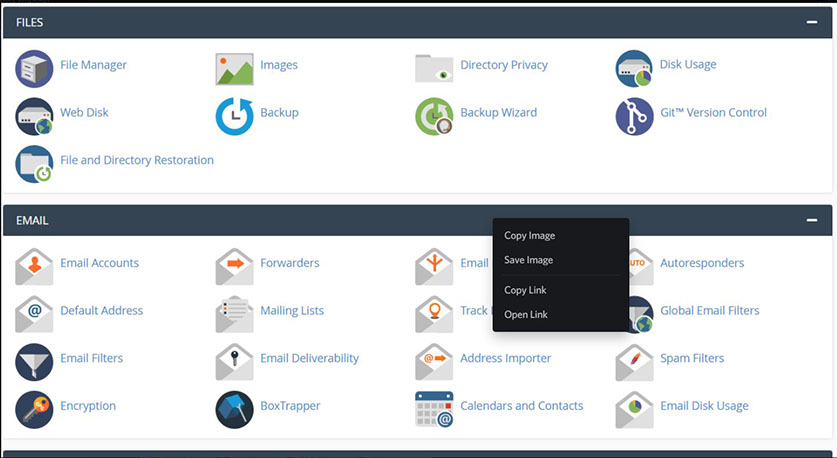 FILES
File Manager
Images
Directory Privacy
Disk Usage
Web Disk
Backup
Backup Wizard
Git™ Version Control
File and Directory Restoration
EMAIL
Copy Image
Save Image
Copy Link
Open Link
Email Accounts
Forwarders
Email
Autoresponders
Default Address
Mailing Lists
Track
Global Email Filters
Email Filters
Email Deliverability
Address Importer
Spam Filters
Encryption
BoxTrapper
Calendars and Contacts
Email Disk Usage